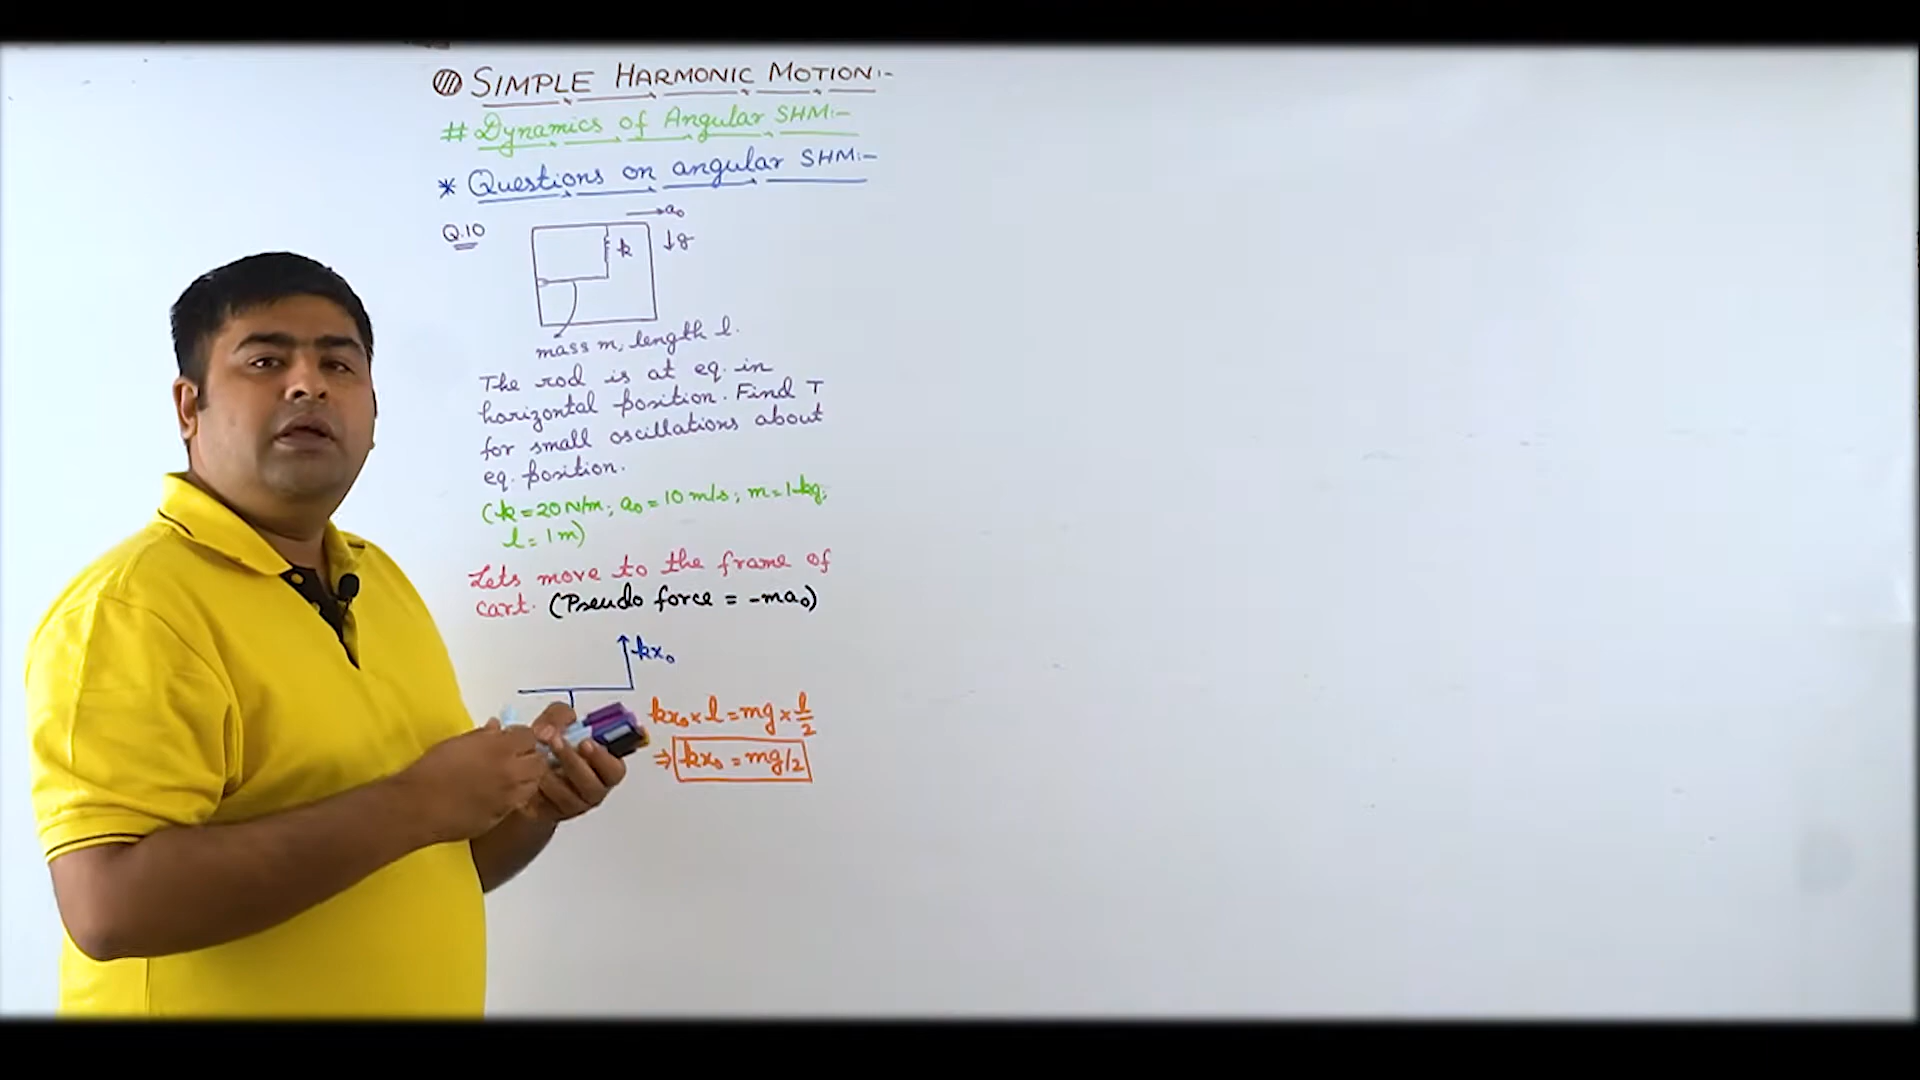 SIMPLE HARMONIC MOTION:-
# Dynamics of Angular SHM:-
* Questions on angular SHM:-
Q.10
a₀
k
↓g
mass m, length l.
The rod is at eq. in
horizontal position. Find T
for small oscillations about
eq. position.
(k = 20 N/m; a₀ = 10 m/s; m = 1 kg;
l = 1m)
Lets move to the frame of
cart. (Pseudo force = -ma₀)
kx₀
kx₀ × l = mg × l/2
⇒ kx₀ = mg/2